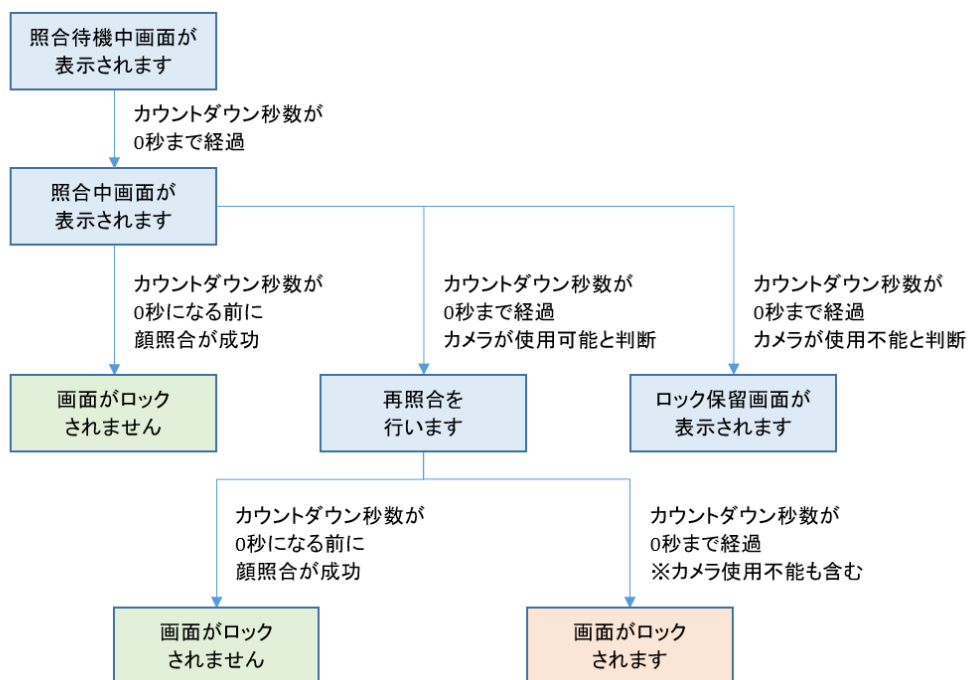 照合待機中画面が
表示されます
カウントダウン秒数が
0秒まで経過
照合中画面が
表示されます
カウントダウン秒数が
0秒になる前に
顔照合が成功
カウントダウン秒数が
0秒まで経過
カメラが使用可能と判断
カウントダウン秒数が
0秒まで経過
カメラが使用不能と判断
画面がロック
されません
再照合を
行います
ロック保留画面が
表示されます
カウントダウン秒数が
0秒になる前に
顔照合が成功
カウントダウン秒数が
0秒まで経過
※カメラ使用不能も含む
画面がロック
されません
画面がロック
されます